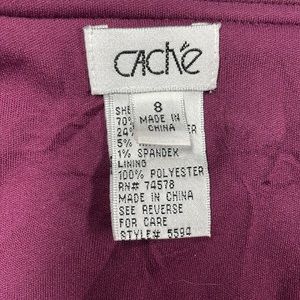 CACHÉ
8
MADE IN
CHINA
SHE
70%
24% ER
5%
1% SPANDEX
LINING
100% POLYESTER
RN# 74578
MADE IN CHINA
SEE REVERSE
FOR CARE
STYLE# 5594